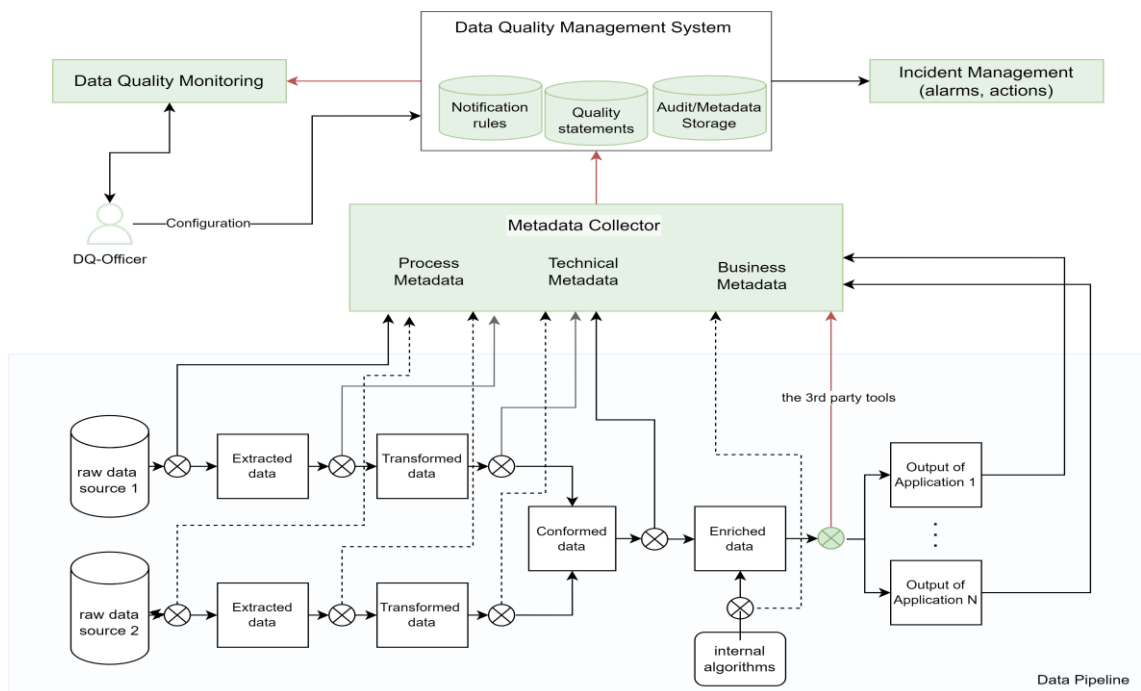 Data Quality Management System
Data Quality Monitoring
Incident Management
(alarms, actions)
Notification
rules
Quality
statements
Audit/Metadata
Storage
Configuration
DQ-Officer
Metadata Collector
Process
Metadata
Technical
Metadata
Business
Metadata
the 3rd party tools
raw data
source 1
Extracted
data
Transformed
data
Output of
Application 1
Conformed
data
Enriched
data
raw data
source 2
Extracted
data
Transformed
data
Output of
Application N
internal
algorithms
Data Pipeline